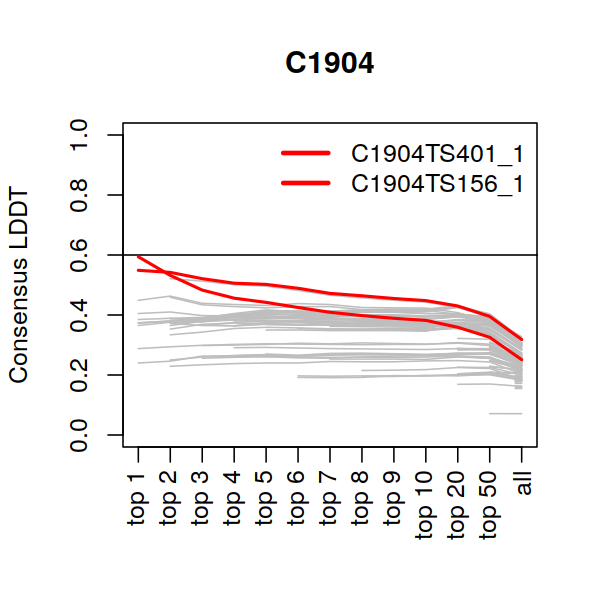 C1904
C1904TS401_1
C1904TS156_1
Consensus LDDT
1.0
0.8
0.6
0.4
0.2
0.0
top 1
top 2
top 3
top 4
top 5
top 6
top 7
top 8
top 9
top 10
top 20
top 50
all